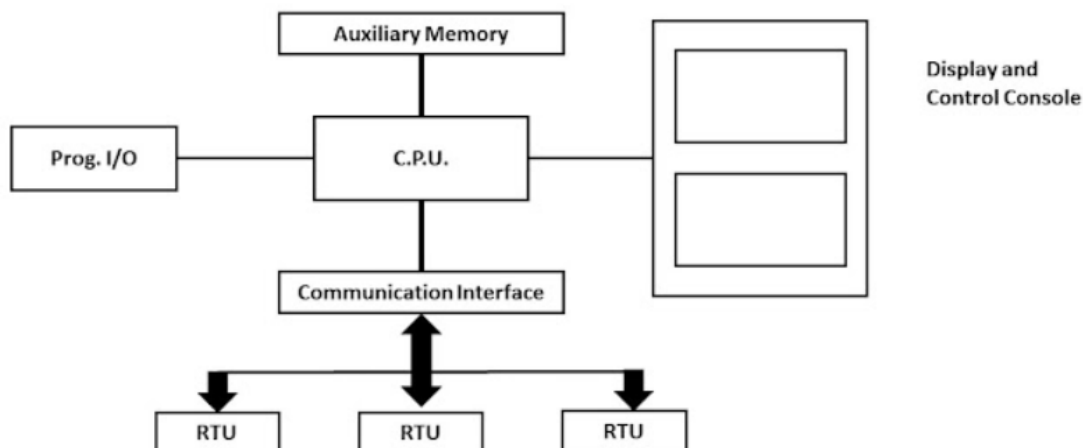 Auxiliary Memory
Display and
Control Console
Prog. I/O
C.P.U.
Communication Interface
RTU
RTU
RTU